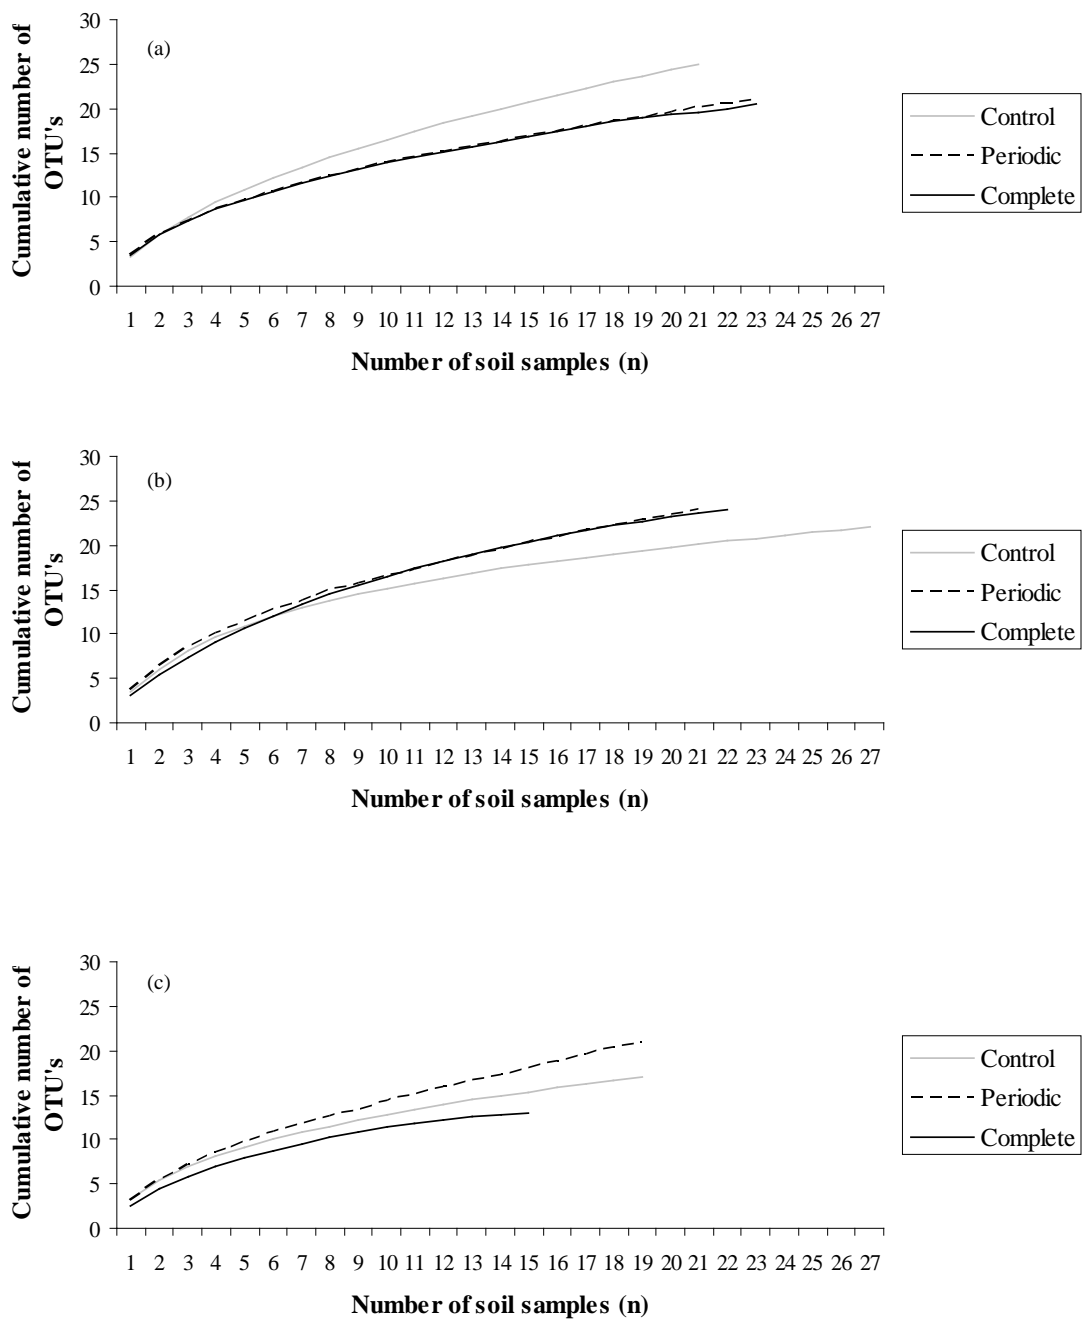 Cumulative number of
OTU's
(a)
30
25
20
15
10
5
0
1 2 3 4 5 6 7 8 9 10 11 12 13 14 15 16 17 18 19 20 21 22 23 24 25 26 27
Number of soil samples (n)
Control
Periodic
Complete
Cumulative number of
OTU's
(b)
30
25
20
15
10
5
0
1 2 3 4 5 6 7 8 9 10 11 12 13 14 15 16 17 18 19 20 21 22 23 24 25 26 27
Number of soil samples (n)
Control
Periodic
Complete
Cumulative number of
OTU's
(c)
30
25
20
15
10
5
0
1 2 3 4 5 6 7 8 9 10 11 12 13 14 15 16 17 18 19 20 21 22 23 24 25 26 27
Number of soil samples (n)
Control
Periodic
Complete